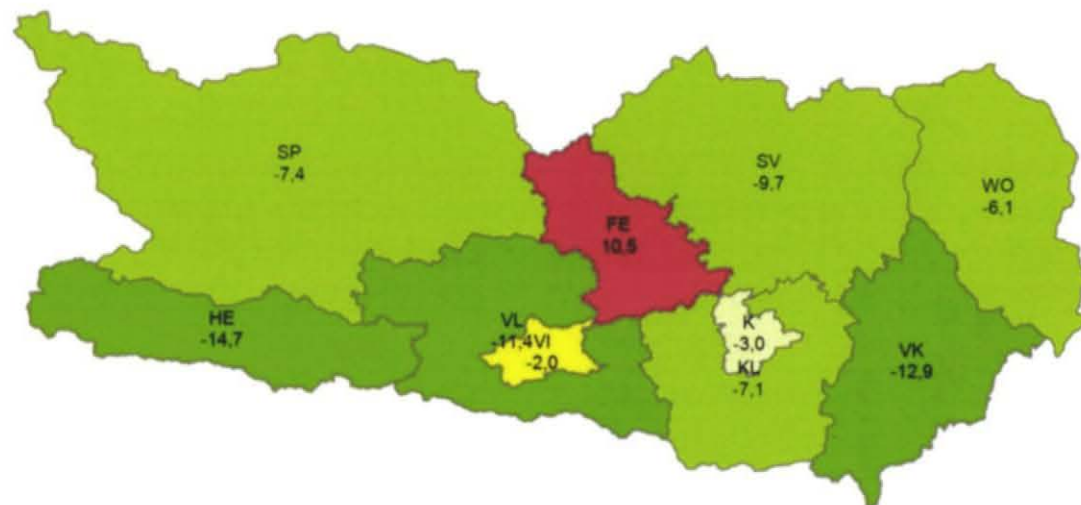 SP
-7,4
SV
-9,7
WO
-6,1
FE
10,5
HE
-14,7
VL
-11,4
VI
-2,0
K
-3,0
KL
-7,1
VK
-12,9